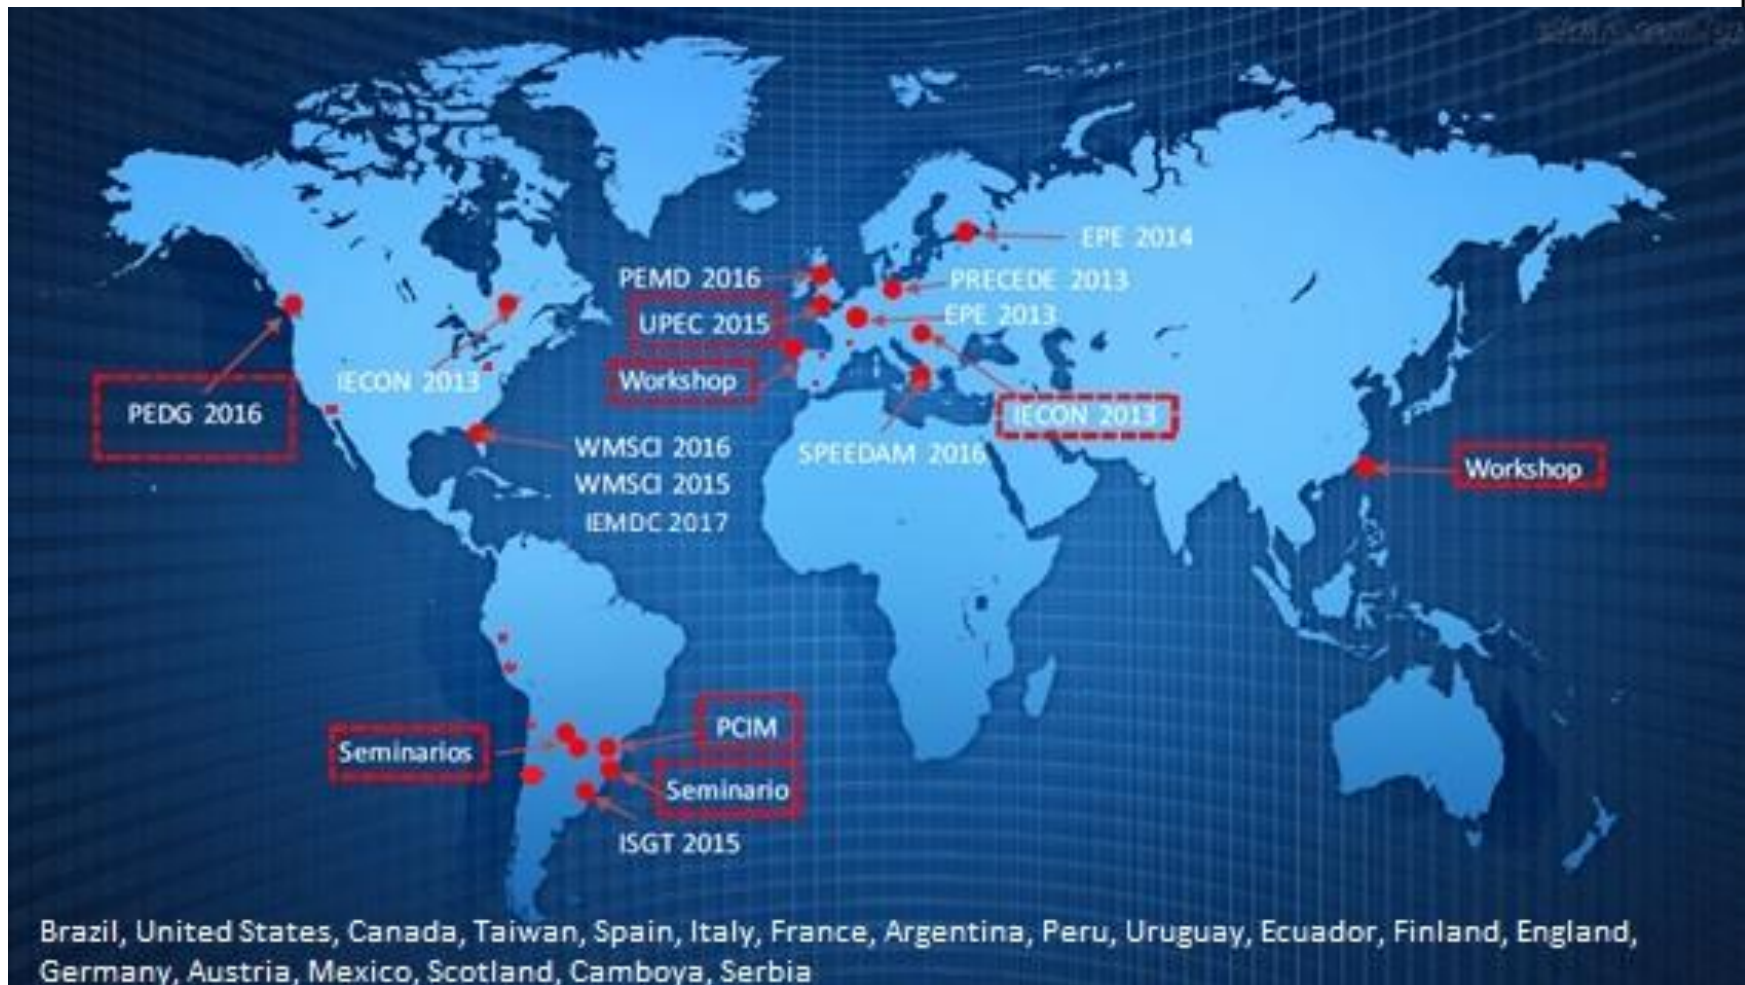 EPE 2014
PEMD 2016
PRECEDE 2013
UPEC 2015
EPE 2013
Workshop
IECON 2013
PEDG 2016
IECON 2013
WMSCI 2016
SPEEDAM 2016
Workshop
WMSCI 2015
IEMDC 2017
PCIM
Seminarios
Seminario
ISGT 2015
Brazil, United States, Canada, Taiwan, Spain, Italy, France, Argentina, Peru, Uruguay, Ecuador, Finland, England,
Germany, Austria, Mexico, Scotland, Camboya, Serbia